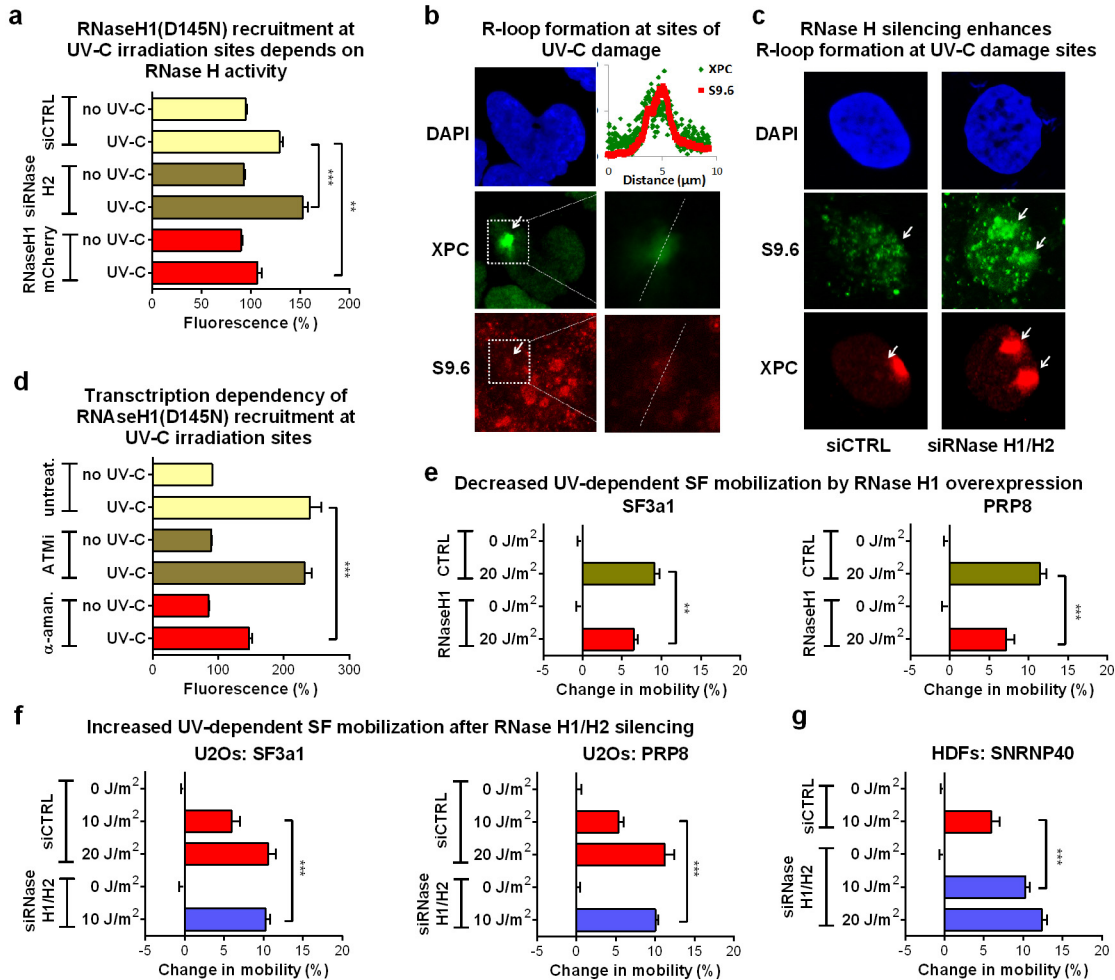 a
RNaseH1(D145N) recruitment at
UV-C irradiation sites depends on
RNase H activity
siCTRL
no UV-C
UV-C
siRNase
H2
no UV-C
UV-C
RNaseH1
mCherry
no UV-C
UV-C
***
**
0 50 100 150 200
Fluorescence (%)
b
R-loop formation at sites of
UV-C damage
DAPI
XPC
S9.6
0 5 10
Distance (µm)
XPC
S9.6
c
RNase H silencing enhances
R-loop formation at UV-C damage sites
DAPI
S9.6
XPC
siCTRL siRNase H1/H2
d
Transcription dependency of
RNAseH1(D145N) recruitment at
UV-C irradiation sites
untreat.
no UV-C
UV-C
ATMi
no UV-C
UV-C
α-aman.
no UV-C
UV-C
***
0 100 200 300
Fluorescence (%)
e
Decreased UV-dependent SF mobilization by RNase H1 overexpression
SF3a1
CTRL
0 J/m²
20 J/m²
RNaseH1
0 J/m²
20 J/m²
**
-5 0 5 10 15 20
Change in mobility (%)
PRP8
CTRL
0 J/m²
20 J/m²
RNaseH1
0 J/m²
20 J/m²
***
-5 0 5 10 15 20
Change in mobility (%)
f
Increased UV-dependent SF mobilization after RNase H1/H2 silencing
U2Os: SF3a1
siCTRL
0 J/m²
10 J/m²
20 J/m²
siRNase
H1/H2
0 J/m²
10 J/m²
***
-5 0 5 10 15 20
Change in mobility (%)
U2Os: PRP8
siCTRL
0 J/m²
10 J/m²
20 J/m²
siRNase
H1/H2
0 J/m²
10 J/m²
***
-5 0 5 10 15 20
Change in mobility (%)
g
HDFs: SNRNP40
siCTRL
0 J/m²
10 J/m²
siRNase
H1/H2
0 J/m²
10 J/m²
20 J/m²
***
-5 0 5 10 15 20
Change in mobility (%)